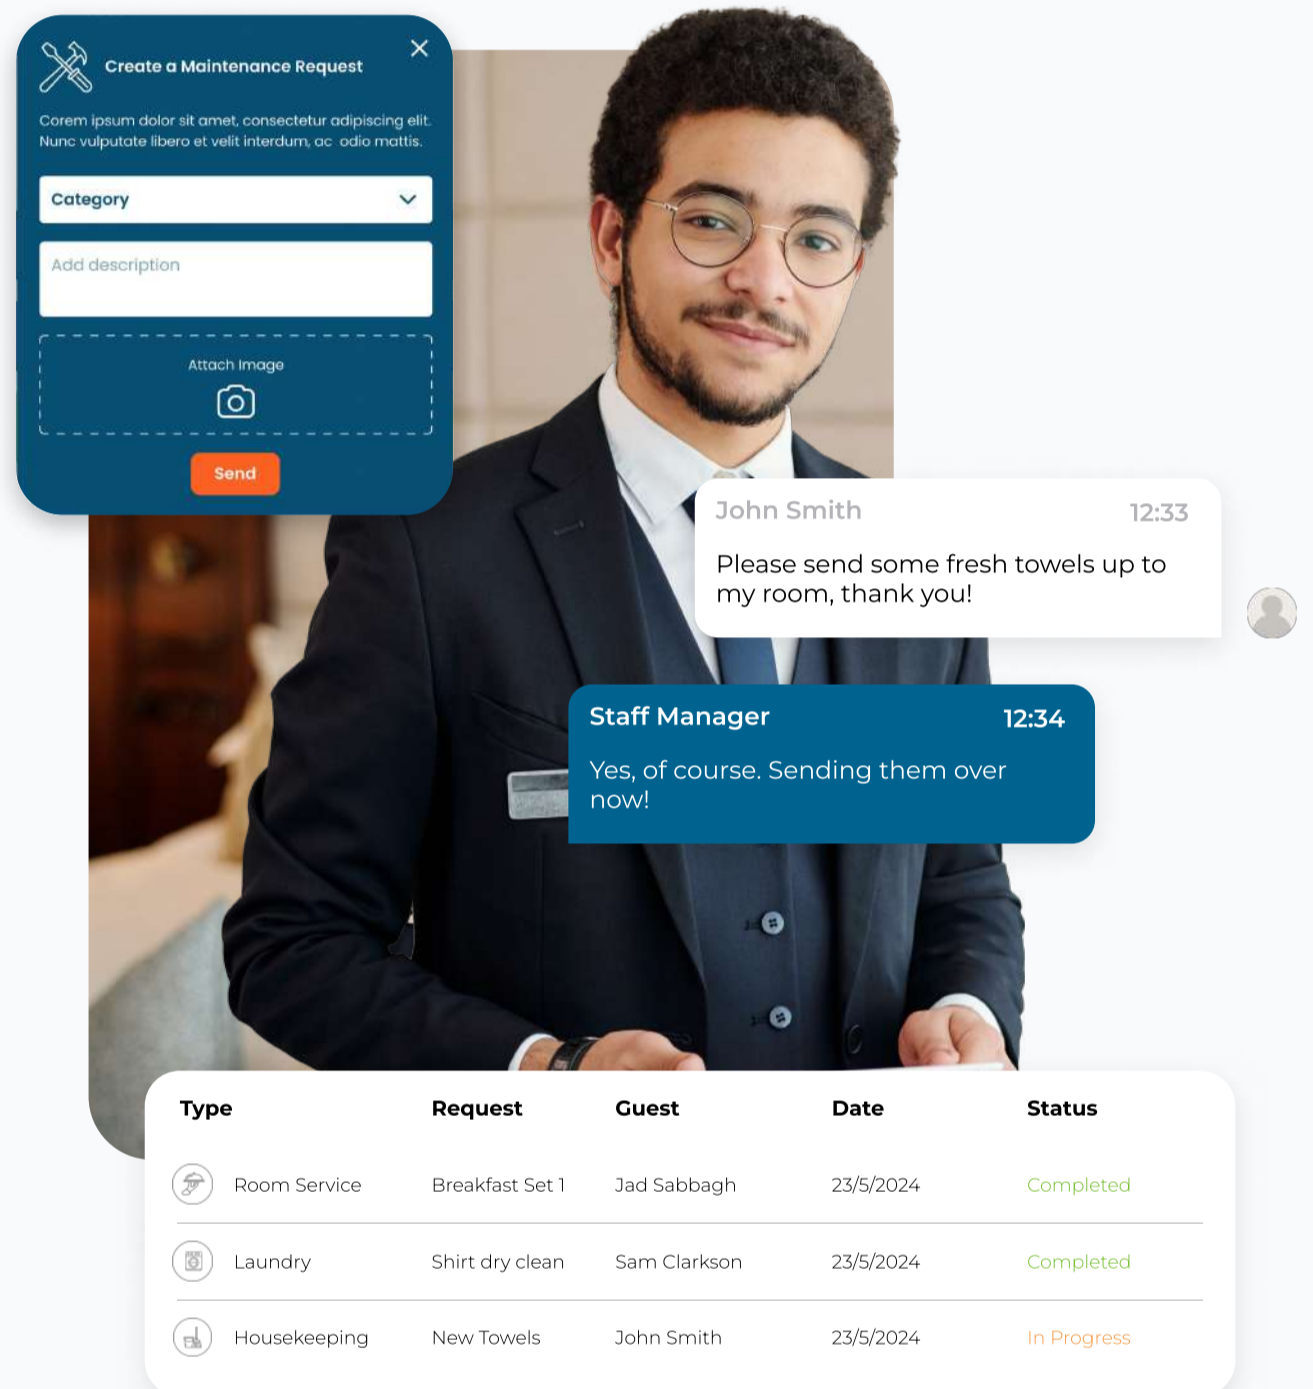 Create a Maintenance Request
Corem ipsum dolor sit amet, consectetur adipiscing elit.
Nunc vulputate libero et velit interdum, ac odio mattis.
Category
Add description
Attach Image
Send
John Smith 12:33
Please send some fresh towels up to
my room, thank you!
Staff Manager 12:34
Yes, of course. Sending them over
now!
Type Request Guest Date Status
Room Service Breakfast Set 1 Jad Sabbagh 23/5/2024 Completed
Laundry Shirt dry clean Sam Clarkson 23/5/2024 Completed
Housekeeping New Towels John Smith 23/5/2024 In Progress